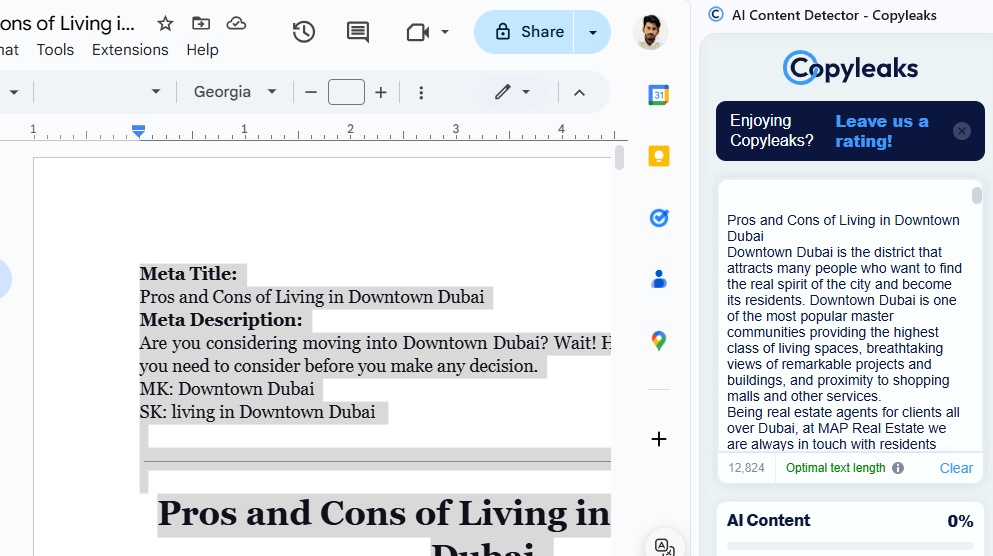 ons of Living i...
nat Tools Extensions Help
Share
Georgia
1 1 2 3 4
31
Meta Title:
Pros and Cons of Living in Downtown Dubai
Meta Description:
Are you considering moving into Downtown Dubai? Wait! H
you need to consider before you make any decision.
MK: Downtown Dubai
SK: living in Downtown Dubai
Pros and Cons of Living in
Dubai
AI Content Detector - Copyleaks
Copyleaks
Enjoying
Copyleaks?
Leave us a
rating!
Pros and Cons of Living in Downtown
Dubai
Downtown Dubai is the district that
attracts many people who want to find
the real spirit of the city and become
its residents. Downtown Dubai is one
of the most popular master
communities providing the highest
class of living spaces, breathtaking
views of remarkable projects and
buildings, and proximity to shopping
malls and other services.
Being real estate agents for clients all
over Dubai, at MAP Real Estate we
are always in touch with residents
12,824 Optimal text length Clear
AI Content 0%